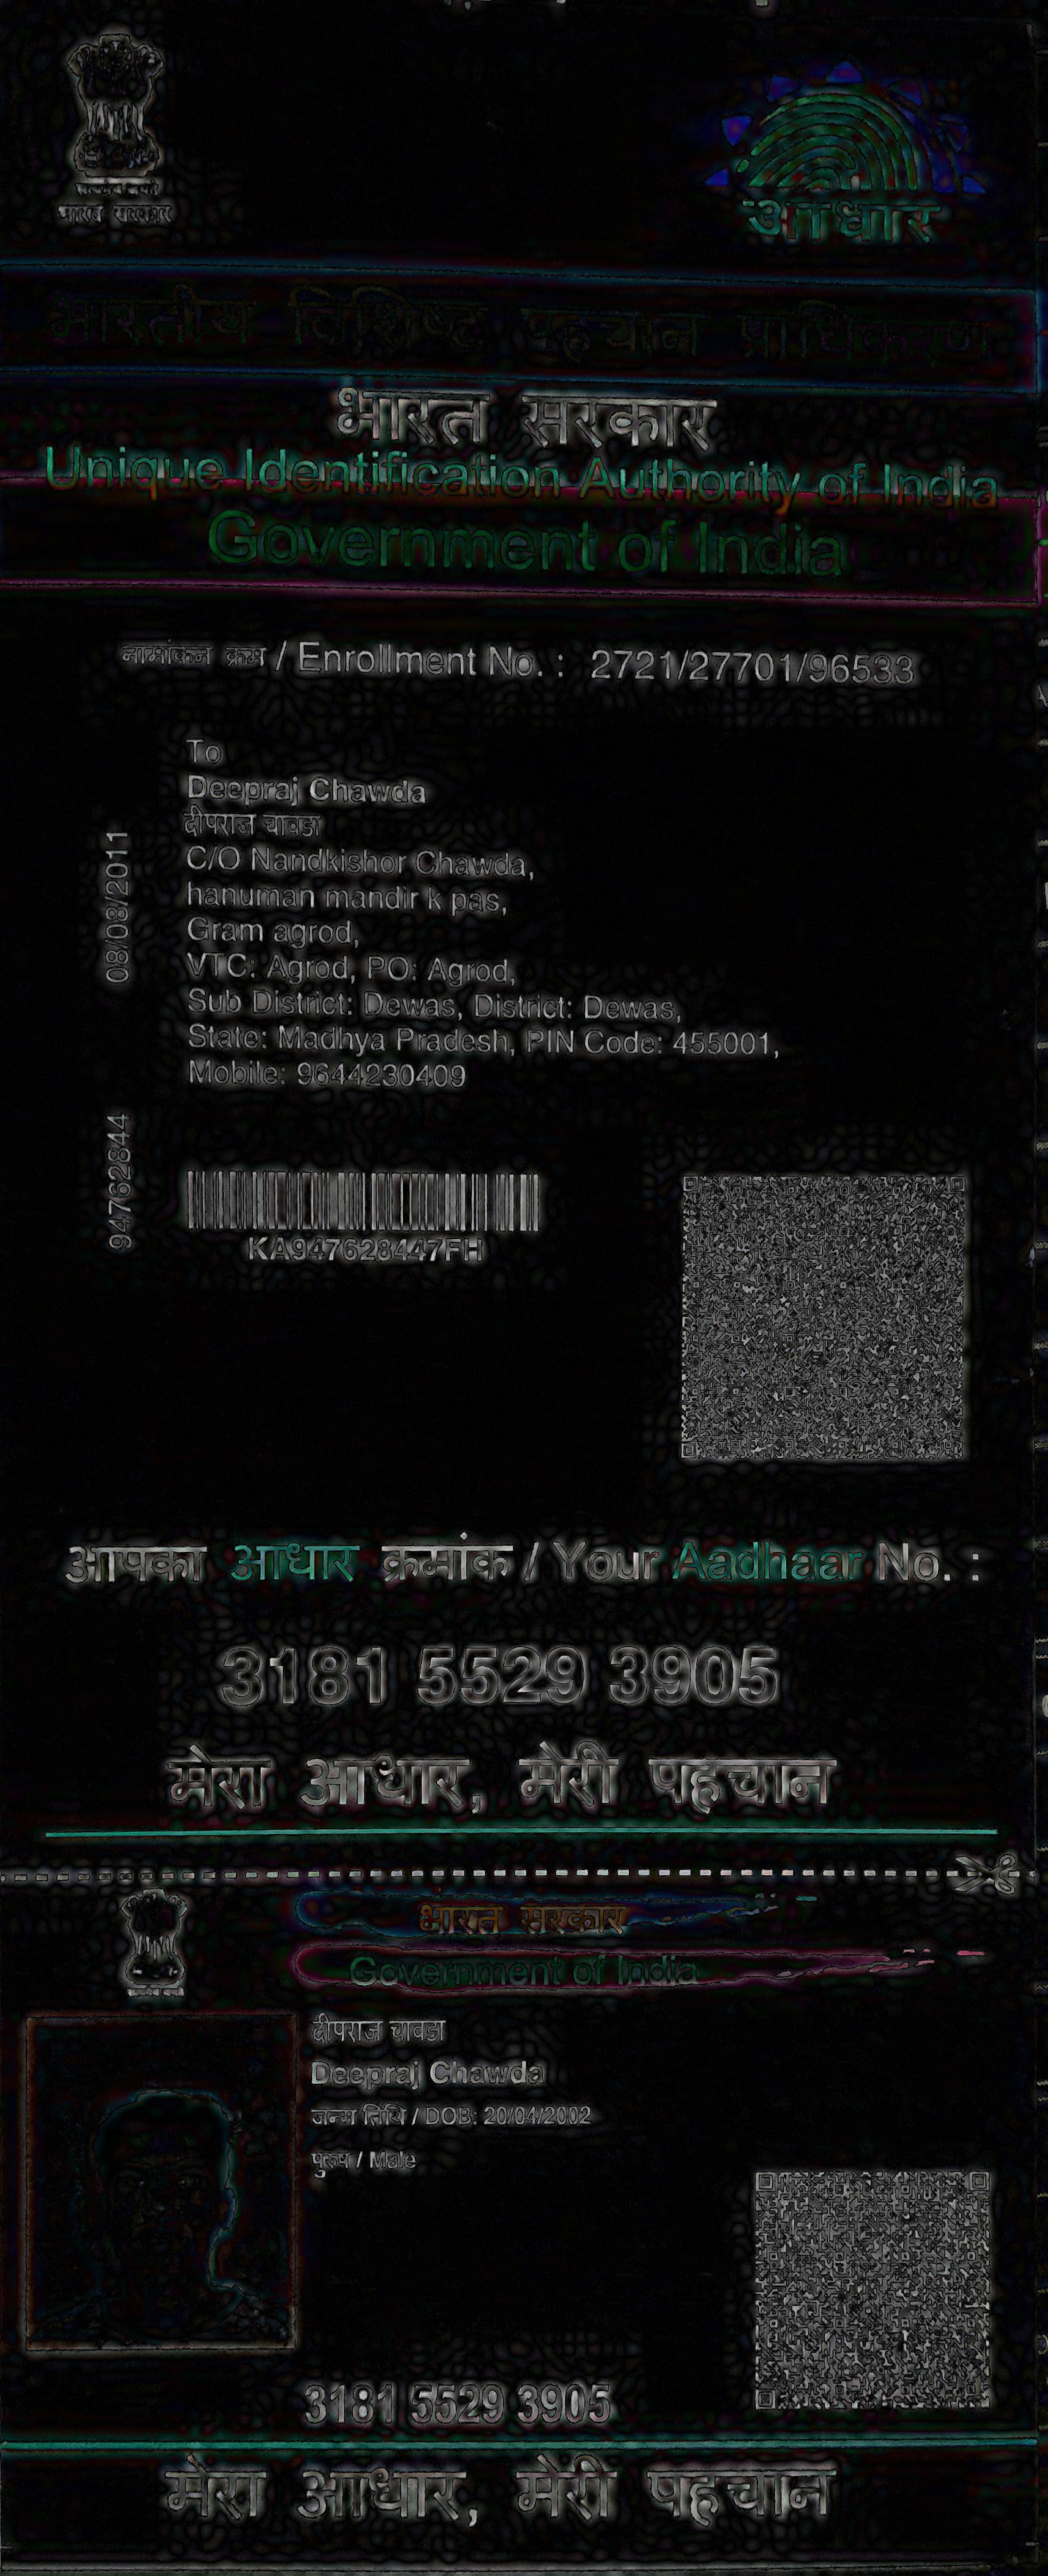 भारत सरकार
आधार
भारतीय विशिष्ट पहचान प्राधिकरण
भारत सरकार
Unique Identification Authority of India
Government of India
नामांकन क्रम / Enrollment No. : 2721/27701/96533
To
Deepraj Chawda
दीपराज चावडा
C/O Nandkishor Chawda,
hanuman mandir k pas,
Gram agrod,
VTC: Agrod, PO: Agrod,
Sub District: Dewas, District: Dewas,
State: Madhya Pradesh, PIN Code: 455001,
Mobile: 9644230409
08/08/2011
94762844
KA947628447FH
आपका आधार क्रमांक / Your Aadhaar No. :
3181 5529 3905
मेरा आधार, मेरी पहचान
भारत सरकार
Government of India
दीपराज चावडा
Deepraj Chawda
जन्म तिथि / DOB: 20/04/2002
पुरुष / Male
3181 5529 3905
मेरा आधार, मेरी पहचान